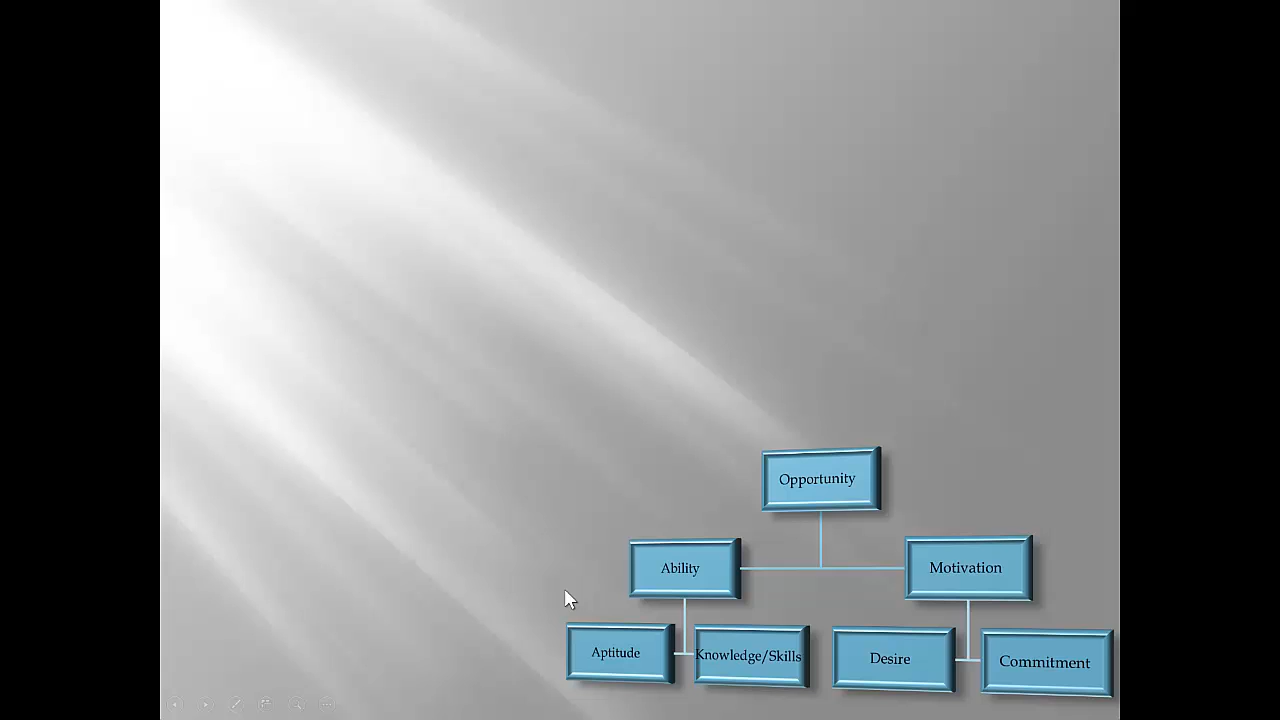 Opportunity
Ability
Motivation
Aptitude
Knowledge/Skills
Desire
Commitment